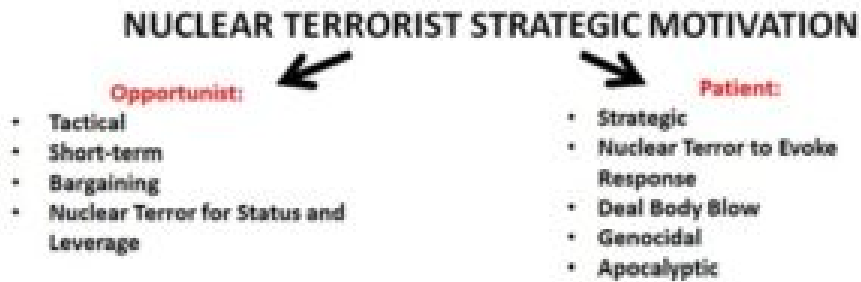 NUCLEAR TERRORIST STRATEGIC MOTIVATION
Opportunist:
• Tactical
• Short-term
• Bargaining
• Nuclear Terror for Status and
Leverage
Patient:
• Strategic
• Nuclear Terror to Evoke
Response
• Deal Body Blow
• Genocidal
• Apocalyptic